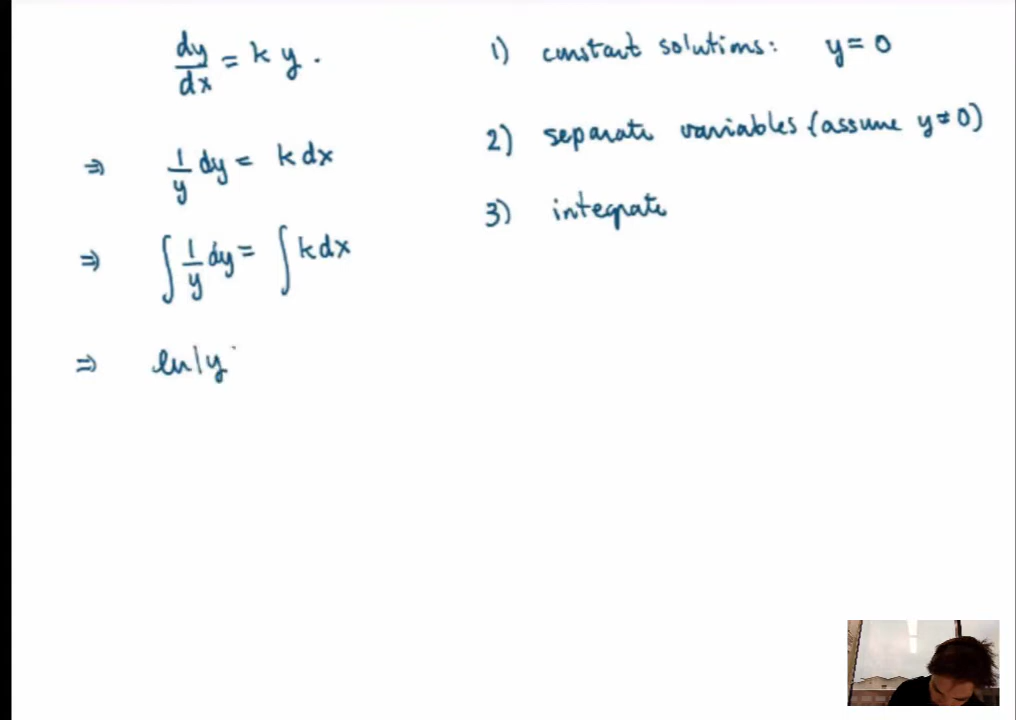 dy/dx = k y .
1) constant solutions: y = 0
2) separate variables (assume y ≠ 0)
⇒ 1/y dy = k dx
3) integrate
⇒ ∫ 1/y dy = ∫ k dx
⇒ ln|y